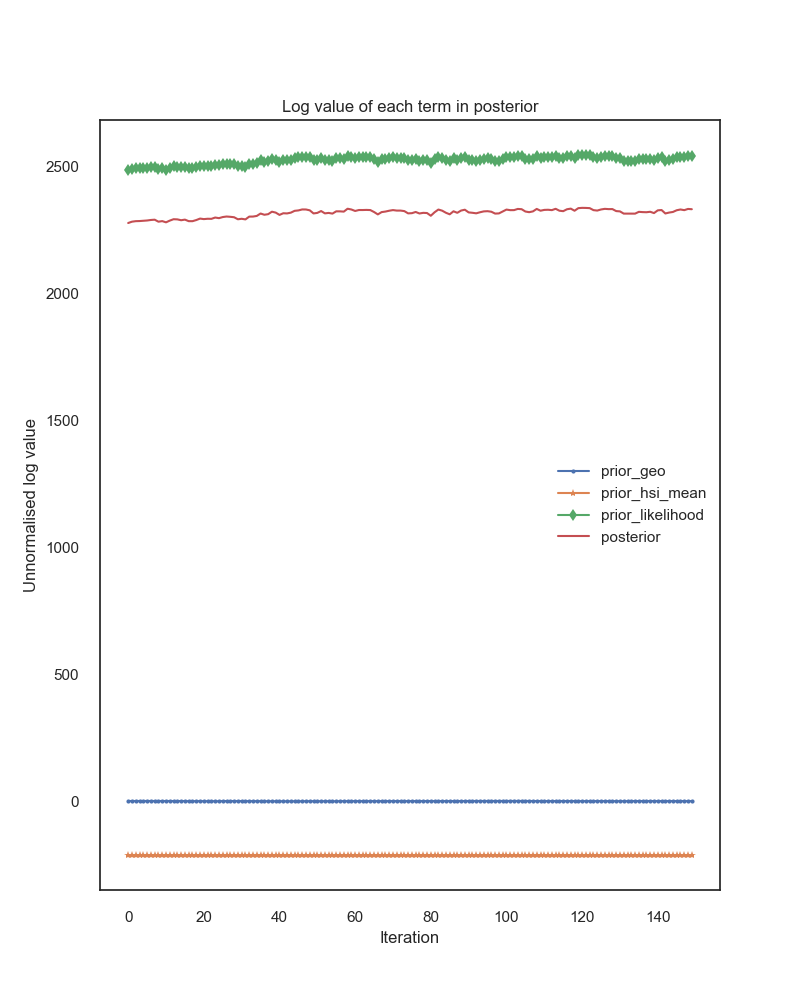 Log value of each term in posterior
Unnormalised log value
2500
2000
1500
1000
500
0
prior_geo
prior_hsi_mean
prior_likelihood
posterior
0 20 40 60 80 100 120 140
Iteration